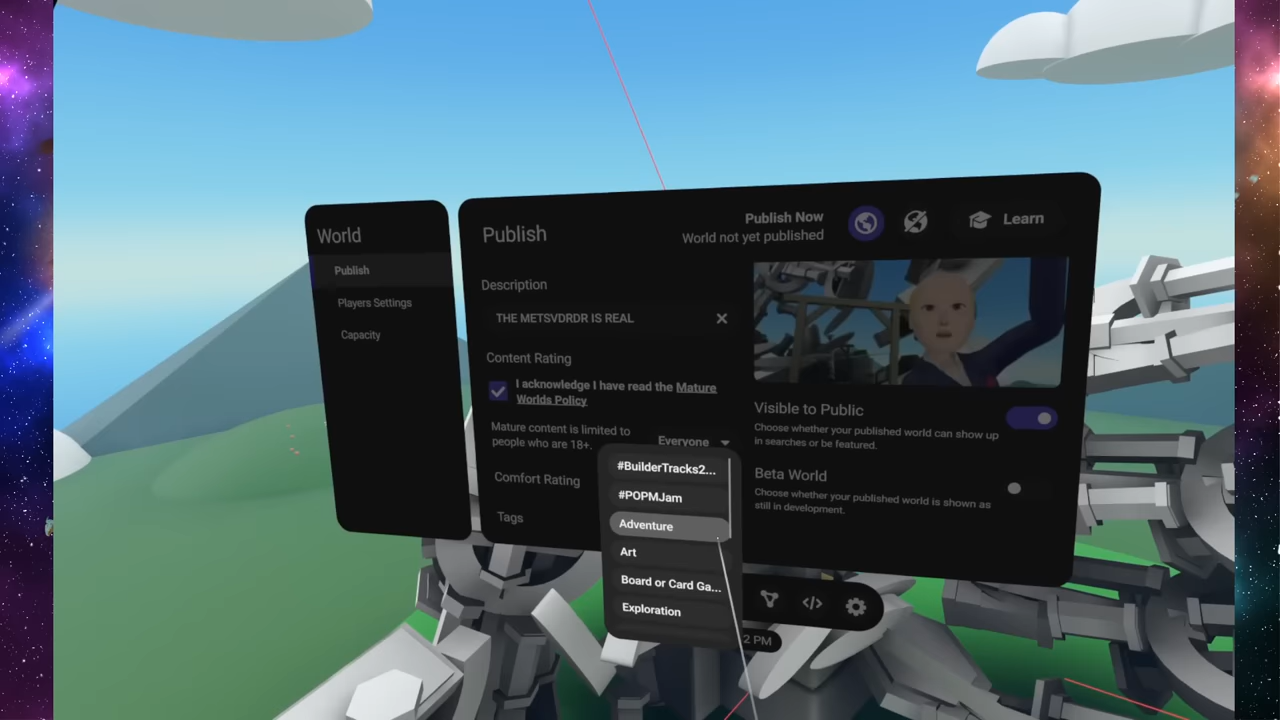 World
Publish
Players Settings
Capacity
Publish
Publish Now
World not yet published
Learn
Description
THE METSVDRDR IS REAL
Content Rating
I acknowledge I have read the Mature
Worlds Policy
Mature content is limited to
people who are 18+.
Everyone
Comfort Rating
Tags
#BuilderTracks2...
#POPMJam
Adventure
Art
Board or Card Ga...
Exploration
Visible to Public
Choose whether your published world can show up
in searches or be featured.
Beta World
Choose whether your published world is shown as
still in development.
2 PM